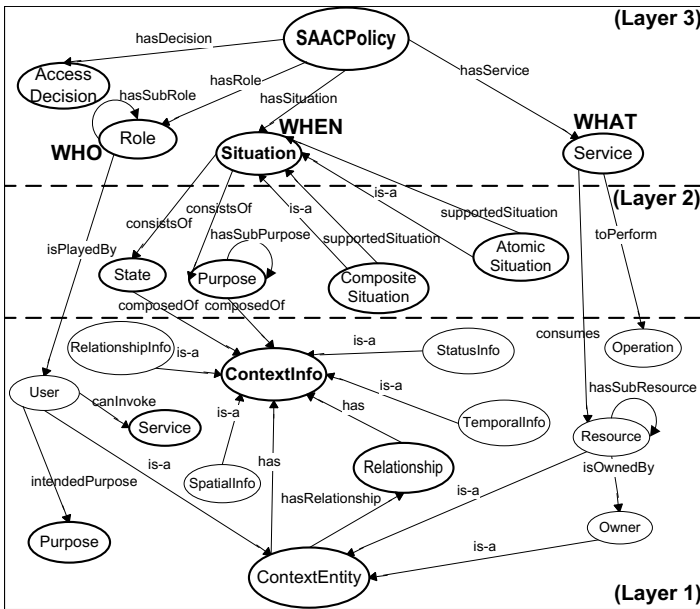 (Layer 3)
SAACPolicy
hasDecision
Access
Decision
hasRole
hasService
hasSubRole
hasSituation
WHEN
WHAT
Role
WHO
Situation
Service
(Layer 2)
consistsOf
is-a
is-a
consistsOf
supportedSituation
hasSubPurpose
supportedSituation
toPerform
isPlayedBy
Atomic
Situation
State
Purpose
Composite
Situation
composedOf
composedOf
consumes
RelationshipInfo
is-a
is-a
StatusInfo
Operation
ContextInfo
is-a
hasSubResource
User
canInvoke
has
Service
is-a
TemporalInfo
Resource
is-a
has
Relationship
isOwnedBy
SpatialInfo
intendedPurpose
hasRelationship
is-a
Owner
Purpose
is-a
ContextEntity
(Layer 1)